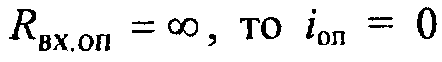 R_вх.оп = ∞, то i_оп = 0